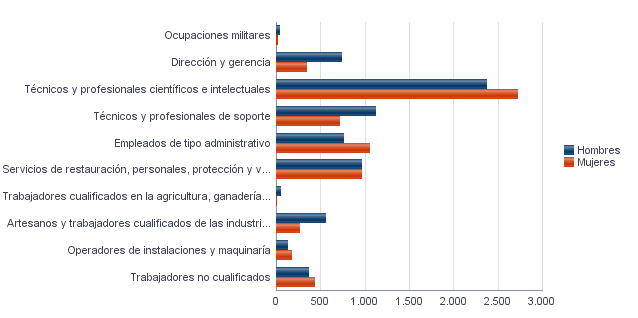 Ocupaciones militares
Dirección y gerencia
Técnicos y profesionales científicos e intelectuales
Técnicos y profesionales de soporte
Empleados de tipo administrativo
Servicios de restauración, personales, protección y v...
Trabajadores cualificados en la agricultura, ganadería...
Artesanos y trabajadores cualificados de las industri...
Operadores de instalaciones y maquinaría
Trabajadores no cualificados
0 500 1.000 1.500 2.000 2.500 3.000
Hombres
Mujeres